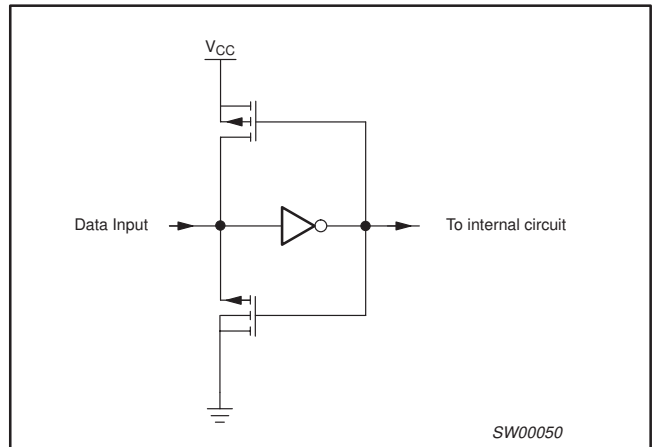 VCC
Data Input
To internal circuit
SW00050